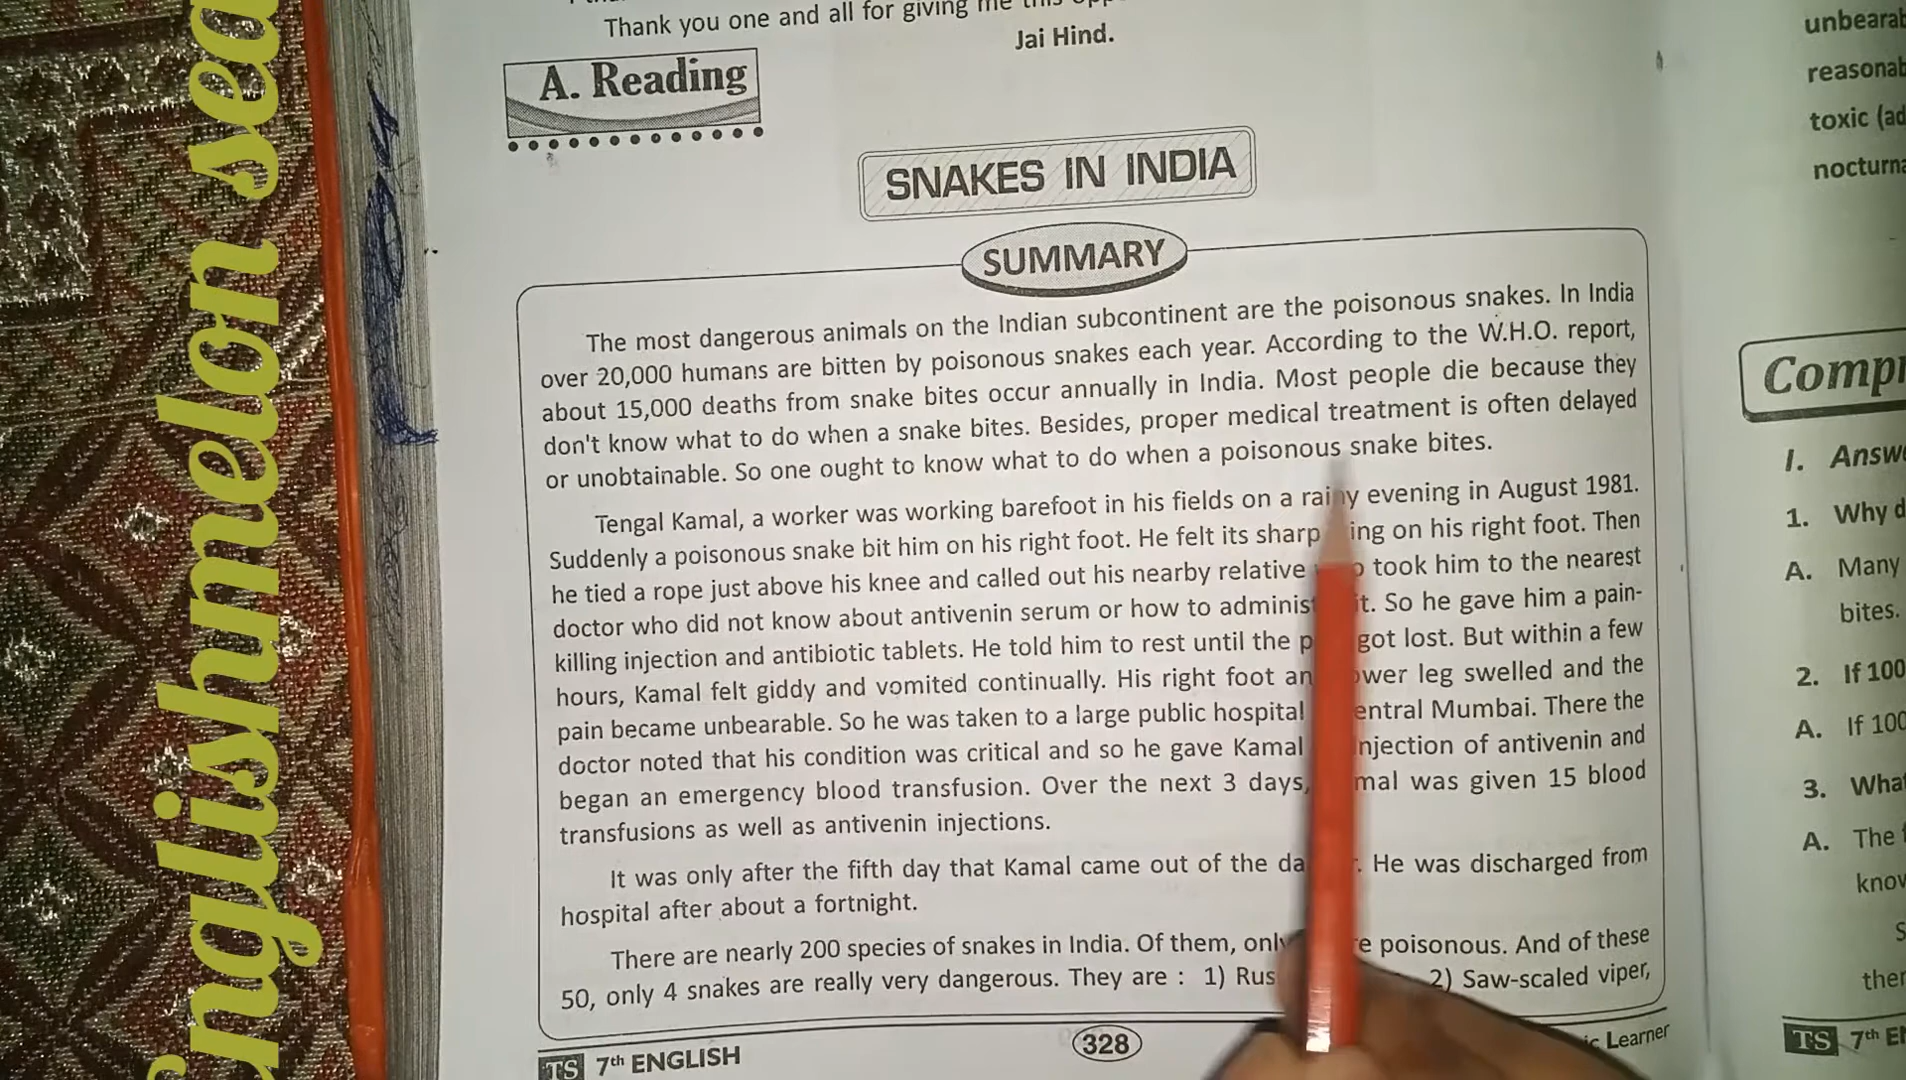 Thank you one and all for giving me this
Jai Hind.
A. Reading
SNAKES IN INDIA
SUMMARY
The most dangerous animals on the Indian subcontinent are the poisonous snakes. In India
over 20,000 humans are bitten by poisonous snakes each year. According to the W.H.O. report,
about 15,000 deaths from snake bites occur annually in India. Most people die because they
don't know what to do when a snake bites. Besides, proper medical treatment is often delayed
or unobtainable. So one ought to know what to do when a poisonous snake bites.
Tengal Kamal, a worker was working barefoot in his fields on a rainy evening in August 1981.
Suddenly a poisonous snake bit him on his right foot. He felt its sharp ing on his right foot. Then
he tied a rope just above his knee and called out his nearby relative took him to the nearest
doctor who did not know about antivenin serum or how to administ it. So he gave him a pain-
killing injection and antibiotic tablets. He told him to rest until the got lost. But within a few
hours, Kamal felt giddy and vomited continually. His right foot an ower leg swelled and the
pain became unbearable. So he was taken to a large public hospital entral Mumbai. There the
doctor noted that his condition was critical and so he gave Kamal njection of antivenin and
began an emergency blood transfusion. Over the next 3 days, mal was given 15 blood
transfusions as well as antivenin injections.
It was only after the fifth day that Kamal came out of the da . He was discharged from
hospital after about a fortnight.
There are nearly 200 species of snakes in India. Of them, only re poisonous. And of these
50, only 4 snakes are really very dangerous. They are : 1) Rus 2) Saw-scaled viper,
TS 7th ENGLISH
328
Learner
unbearab
reasonab
toxic (ad
nocturna
Compr
I. Answ
1. Why d
A. Many
bites.
2. If 100
A. If 100
3. What
A. The
know
S
ther
TS 7th E
nglishmelon sea